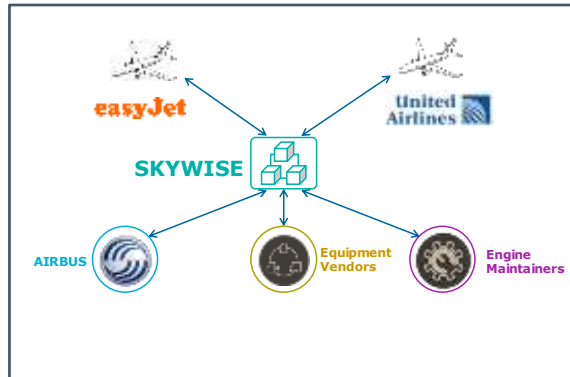 easyJet
United
Airlines
SKYWISE
AIRBUS
Equipment
Vendors
Engine
Maintainers